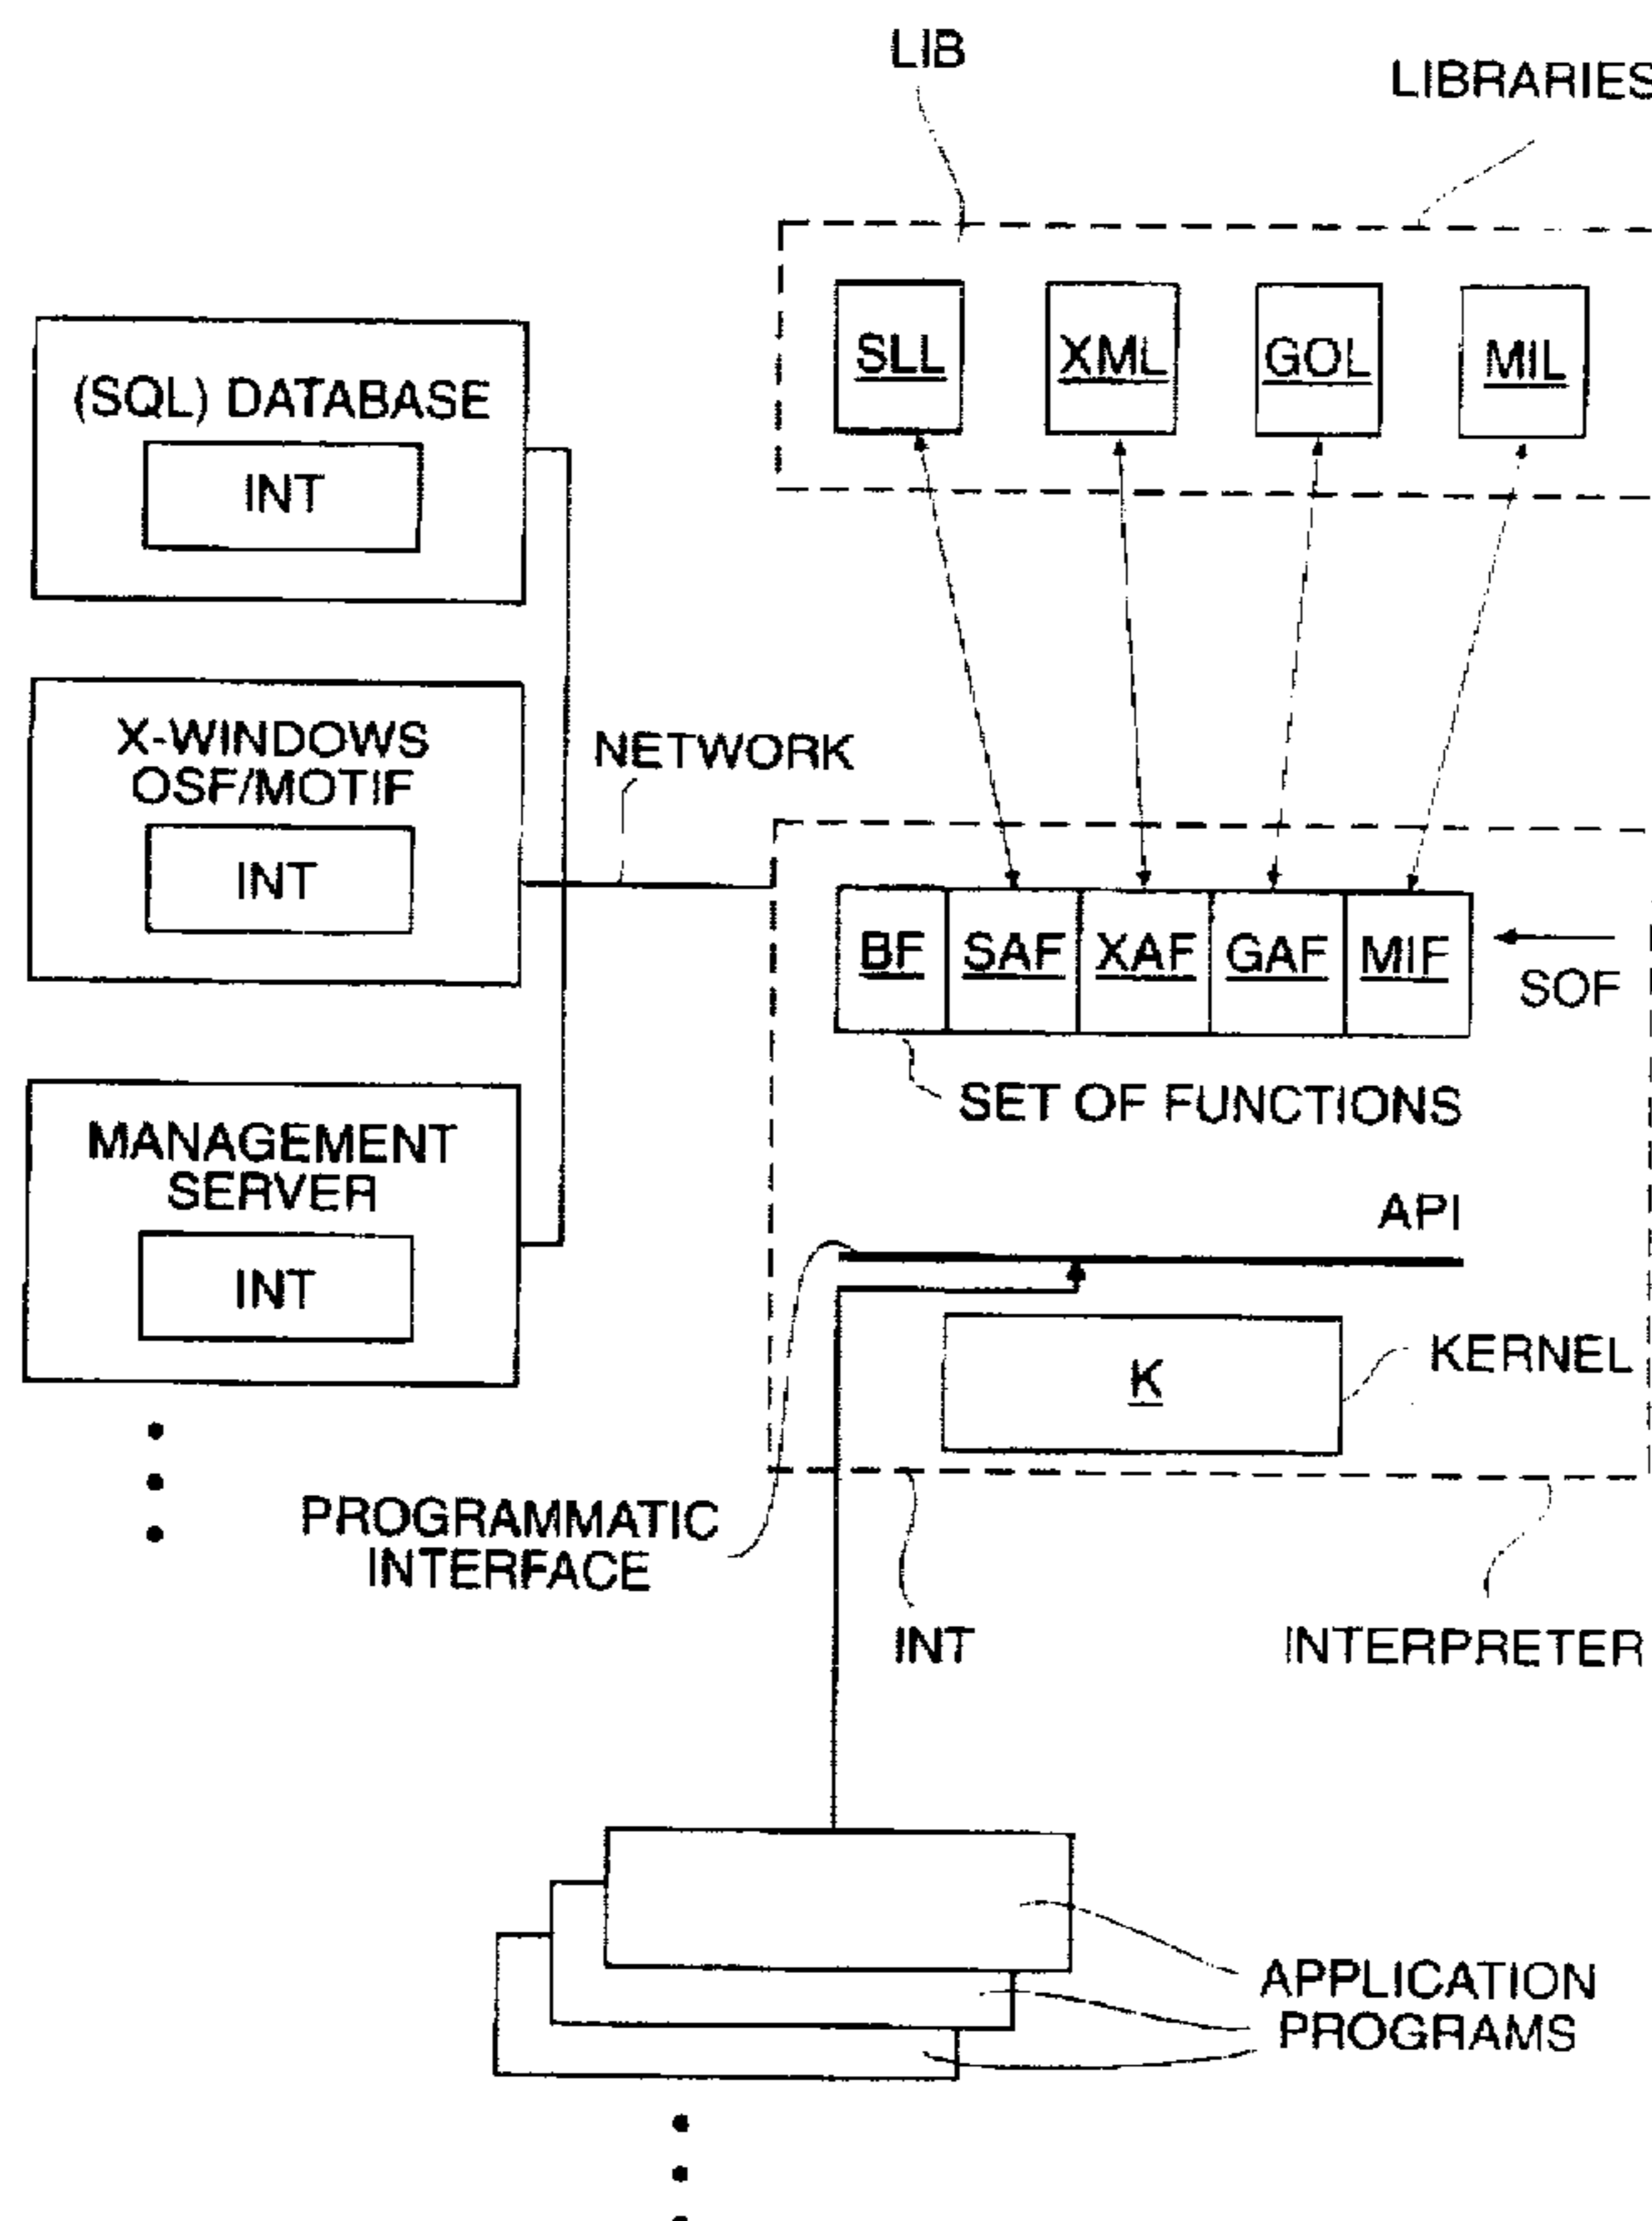 LIB
LIBRARIES
SLL
XML
GOL
MIL
(SQL) DATABASE
INT
X-WINDOWS
OSF/MOTIF
INT
NETWORK
BF
SAF
XAF
GAF
MIF
SOF
SET OF FUNCTIONS
MANAGEMENT
SERVER
INT
API
K
KERNEL
PROGRAMMATIC
INTERFACE
INT
INTERPRETER
APPLICATION
PROGRAMS